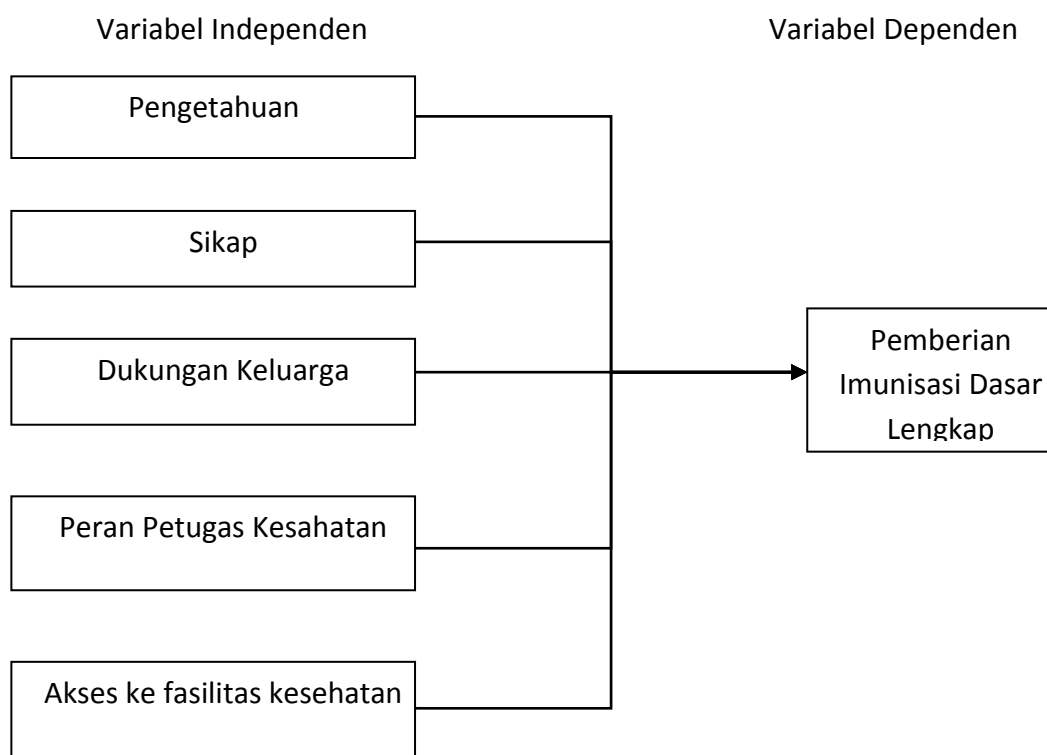 Variabel Independen
Variabel Dependen
Pengetahuan
Sikap
Dukungan Keluarga
Peran Petugas Kesahatan
Akses ke fasilitas kesehatan
Pemberian
Imunisasi Dasar
Lengkap